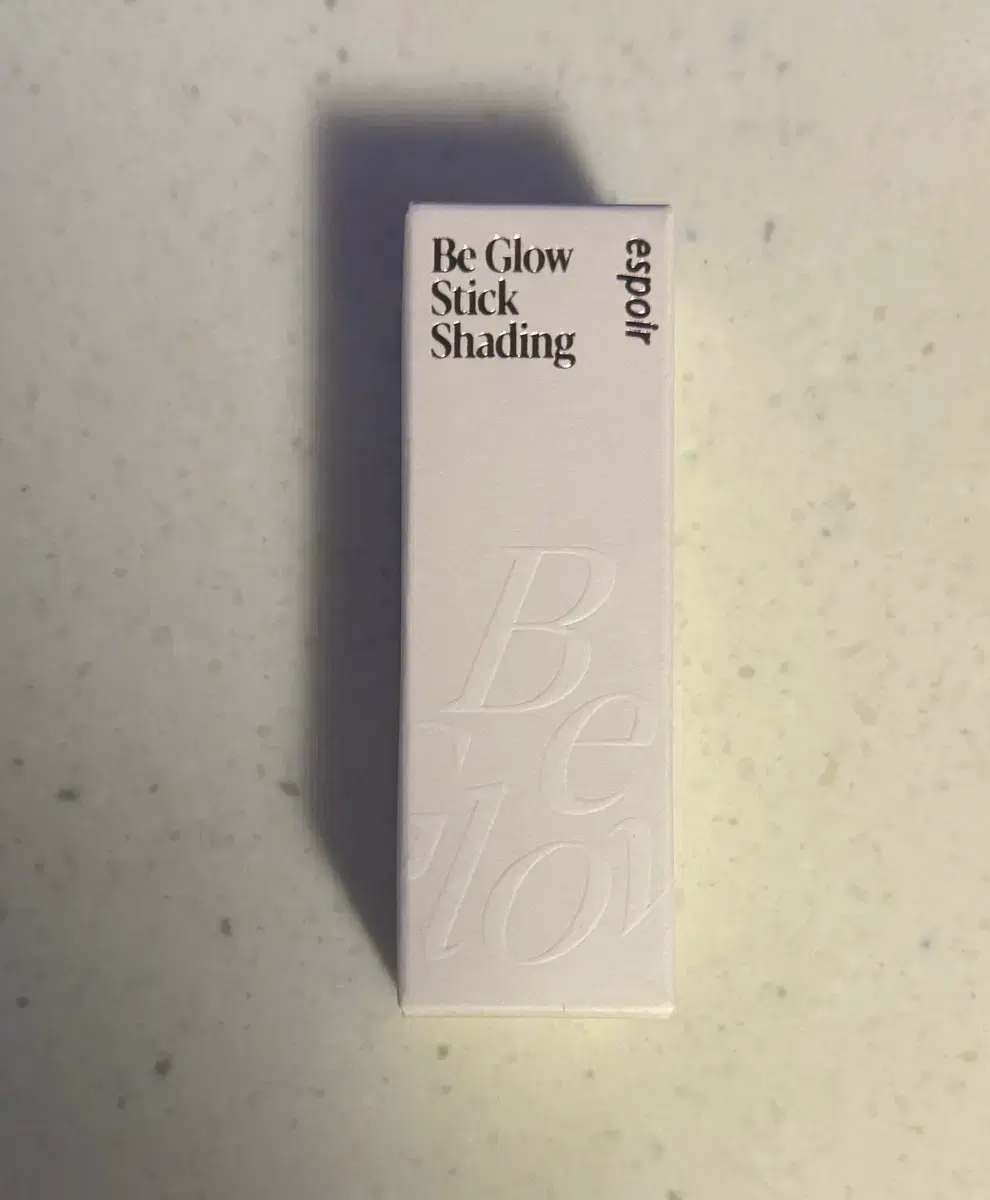 Be Glow
Stick
Shading
espoir
Be
Glow